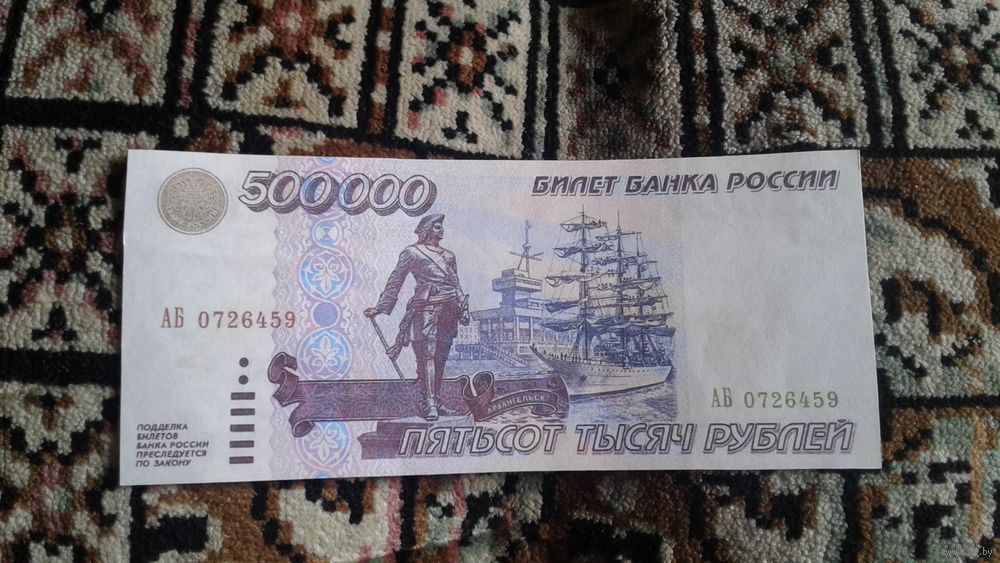 500000
БИЛЕТ БАНКА РОССИИ
АБ 0726459
АРХАНГЕЛЬСК
АБ 0726459
ПОДДЕЛКА
БИЛЕТОВ
БАНКА РОССИИ
ПРЕСЛЕДУЕТСЯ
ПО ЗАКОНУ
ПЯТЬСОТ ТЫСЯЧ РУБЛЕЙ